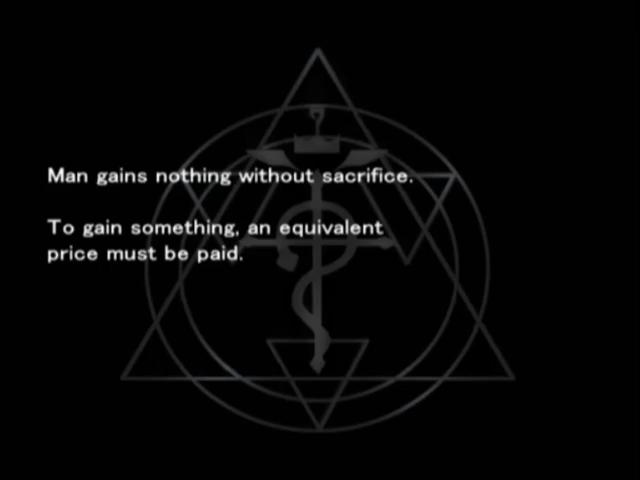 Man gains nothing without sacrifice.
To gain something, an equivalent
price must be paid.